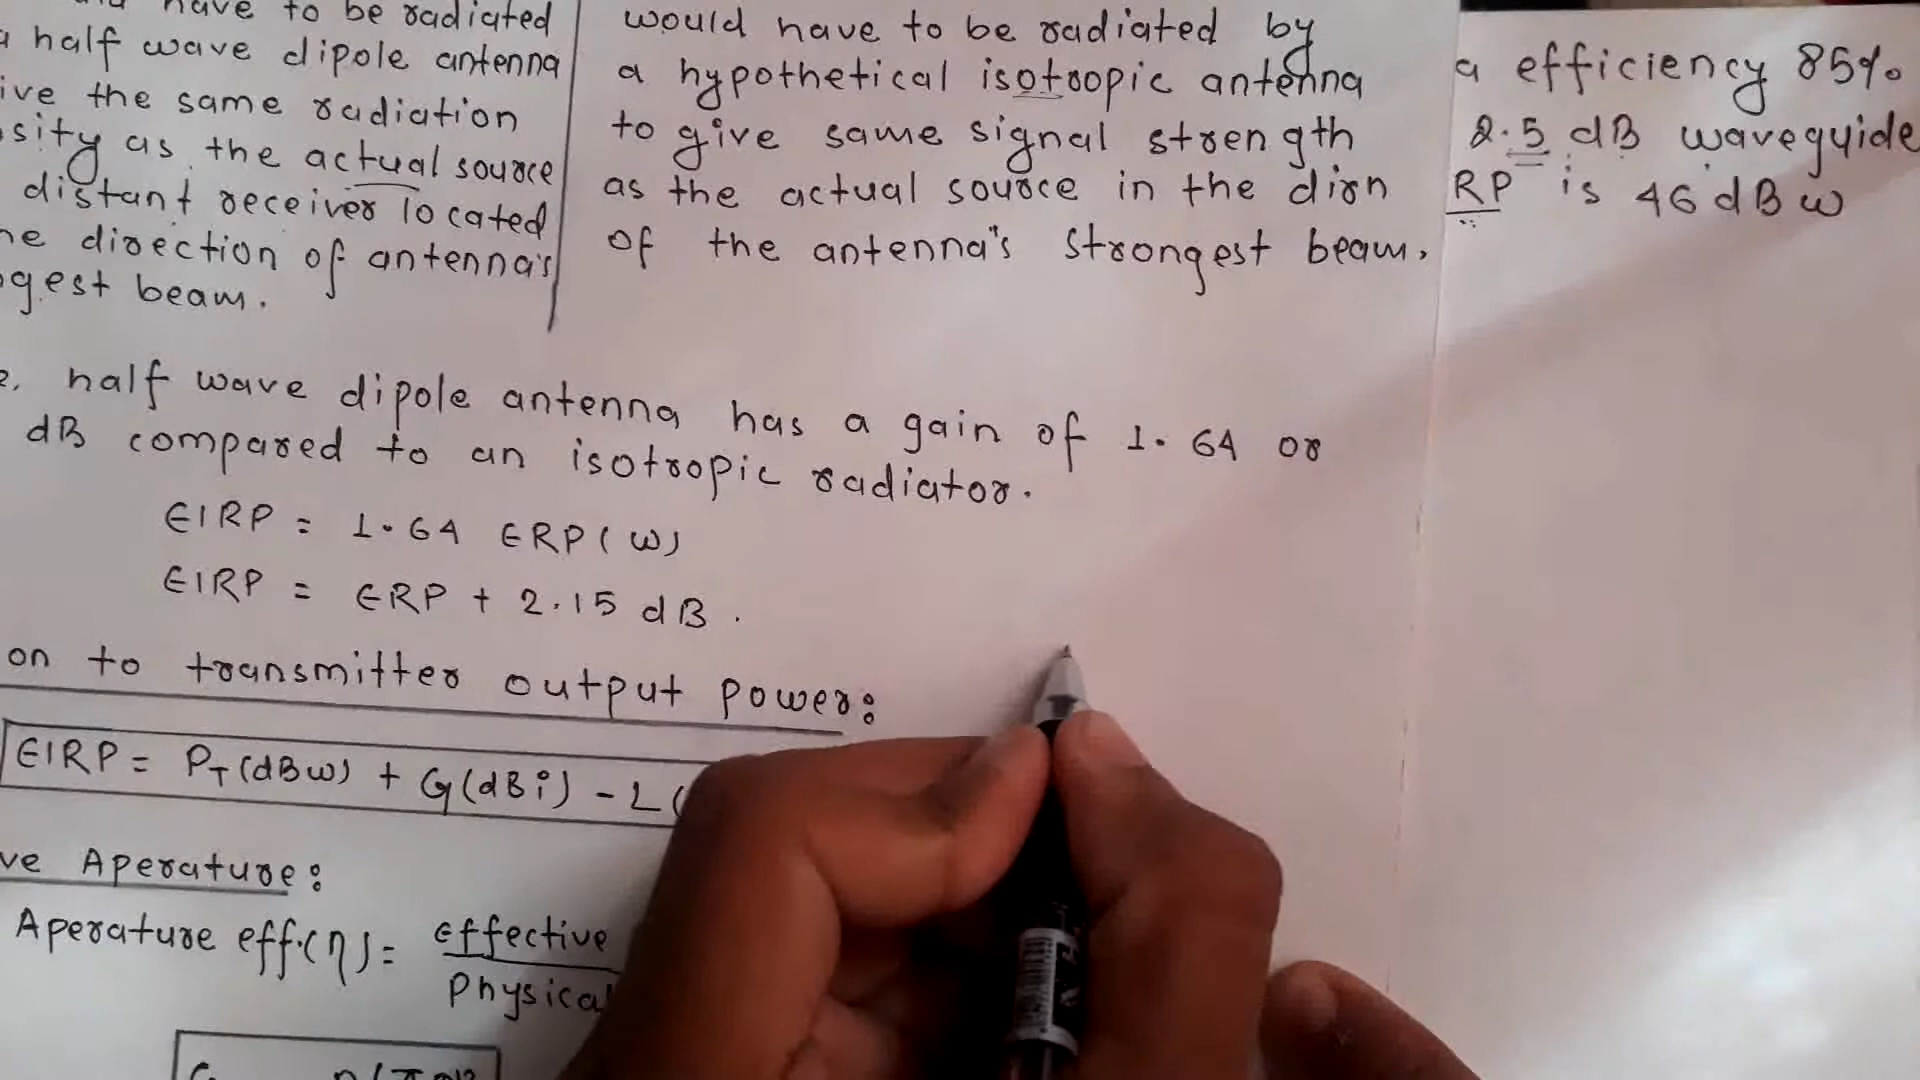 have to be radiated
half wave dipole antenna
the same radiation
as the actual source
distant receiver located
direction of antenna's
beam.
would have to be radiated by
a hypothetical isotropic antenna
to give same signal strength
as the actual source in the dirn
of the antenna's strongest beam.
a efficiency 85%
2.5 dB waveguide
RP is 46 dBw
half wave dipole antenna has a gain of 1.64 or
dB compared to an isotropic radiator.
EIRP = 1.64 ERP(w)
EIRP = ERP + 2.15 dB.
on to transmitter output power:
EIRP = PT(dBw) + G(dBi) - L(
Aperature:
Aperature eff.(η) = effective
Physical